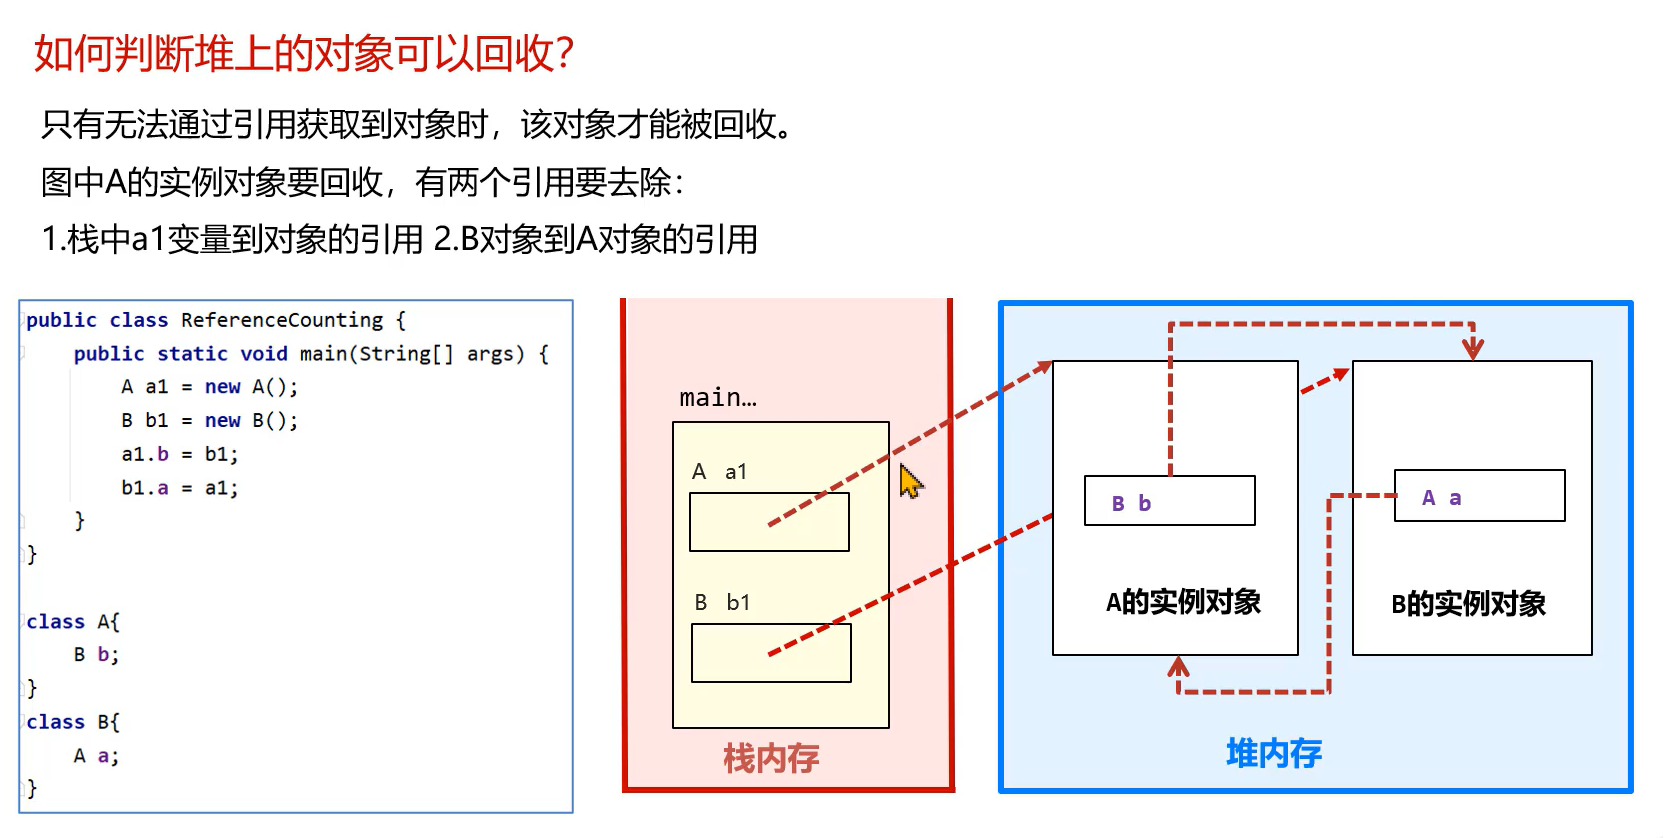 如何判断堆上的对象可以回收？
只有无法通过引用获取到对象时，该对象才能被回收。
图中A的实例对象要回收，有两个引用要去除：
1.栈中a1变量到对象的引用 2.B对象到A对象的引用
public class ReferenceCounting {
public static void main(String[] args) {
A a1 = new A();
B b1 = new B();
a1.b = b1;
b1.a = a1;
}
}
class A{
B b;
}
class B{
A a;
}
main…
A a1
B b1
栈内存
B b
A的实例对象
A a
B的实例对象
堆内存